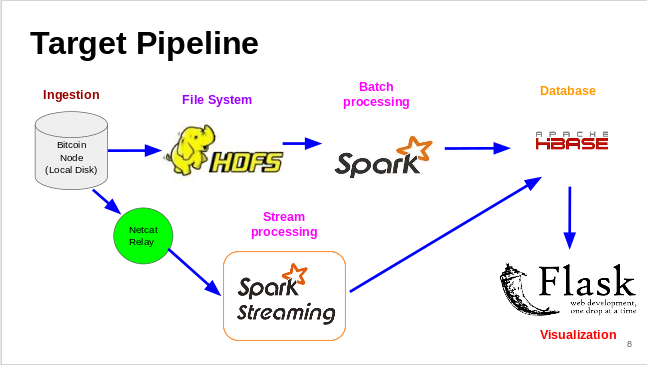 Target Pipeline
Ingestion
File System
Batch
processing
Database
Bitcoin
Node
(Local Disk)
HDFS
Spark
APACHE
HBASE
Netcat
Relay
Stream
processing
Spark
Streaming
Flask
web development,
one drop at a time
Visualization
8